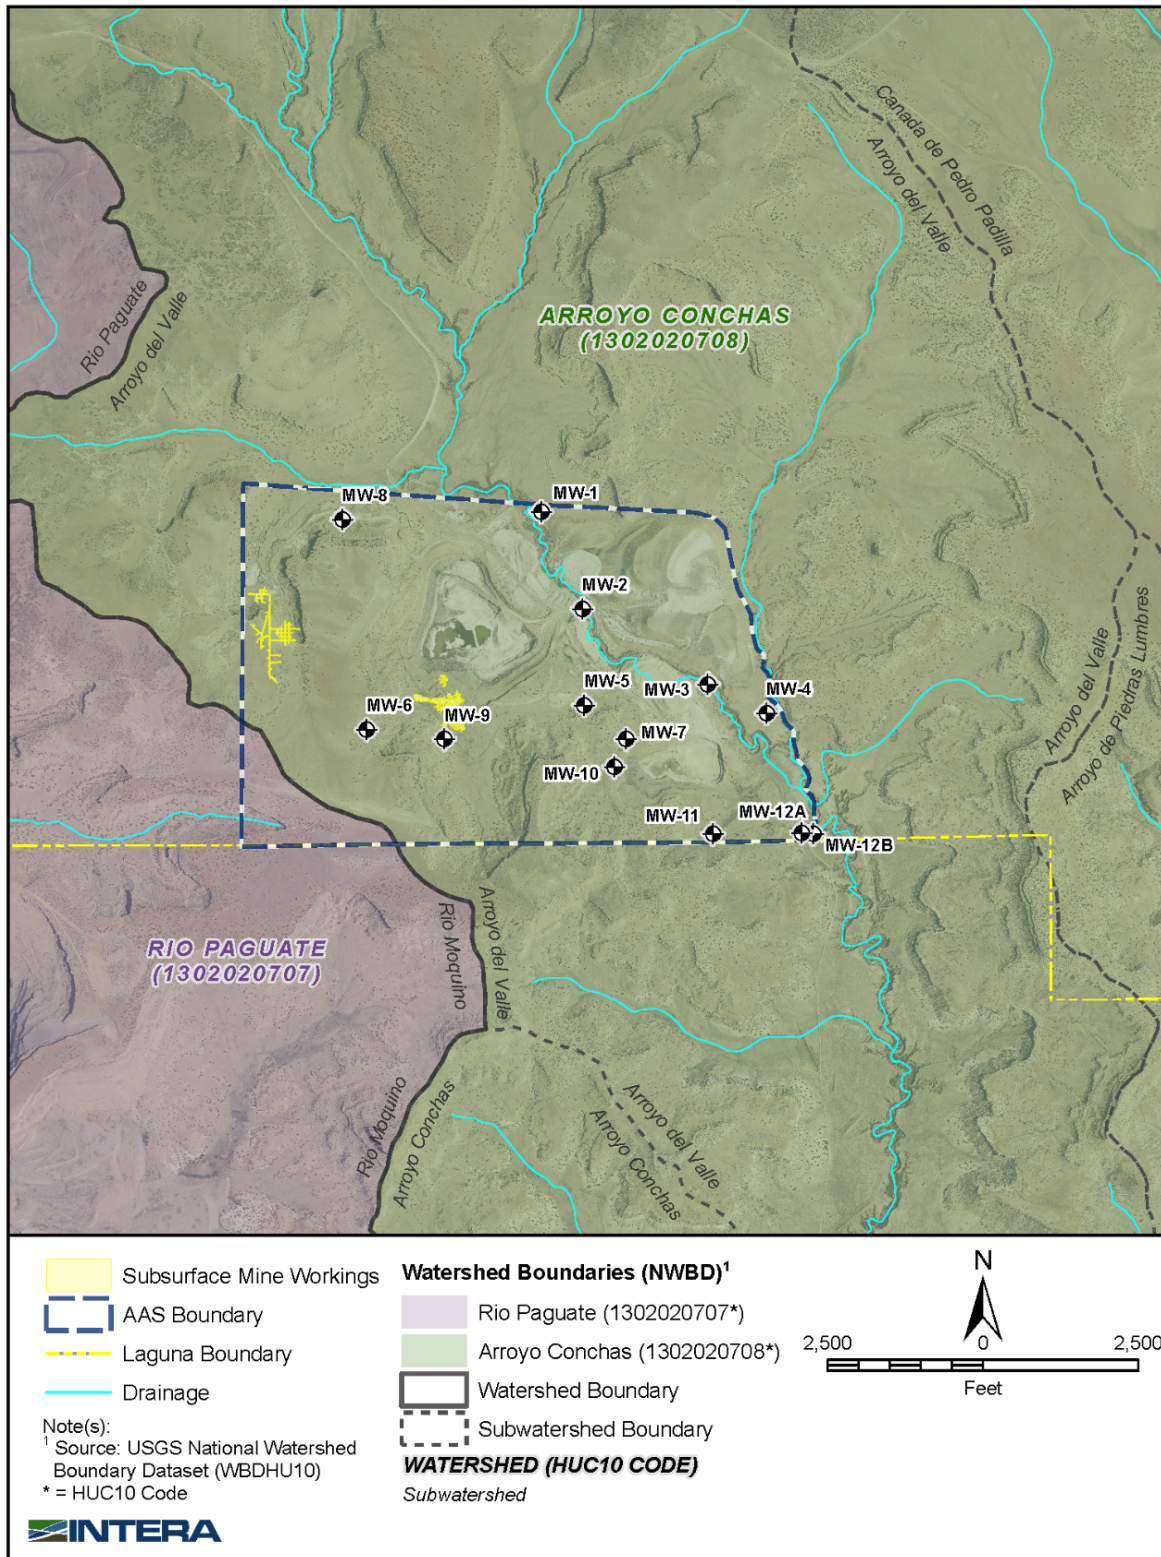 Canada de Pedro Padilla
Arroyo del Valle
Rio Paguate
Arroyo del Valle
ARROYO CONCHAS
(1302020708)
MW-8
MW-1
MW-2
MW-5
MW-3
MW-4
MW-6
MW-9
MW-7
MW-10
MW-11
MW-12A
MW-12B
Arroyo del Valle
Arroyo de Piedras Lumbres
RIO PAGUATE
(1302020707)
Rio Moquino
Arroyo del Valle
Rio Moquino
Arroyo Conchas
Arroyo del Valle
Arroyo Conchas
Subsurface Mine Workings
AAS Boundary
Laguna Boundary
Drainage
Note(s):
1 Source: USGS National Watershed
Boundary Dataset (WBDHU10)
* = HUC10 Code
INTERA
Watershed Boundaries (NWBD)1
Rio Paguate (1302020707*)
Arroyo Conchas (1302020708*)
Watershed Boundary
Subwatershed Boundary
WATERSHED (HUC10 CODE)
Subwatershed
N
2,500 0 2,500
Feet